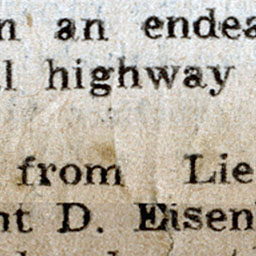 n an endea
l highway
from Lie
nt D. Eisen